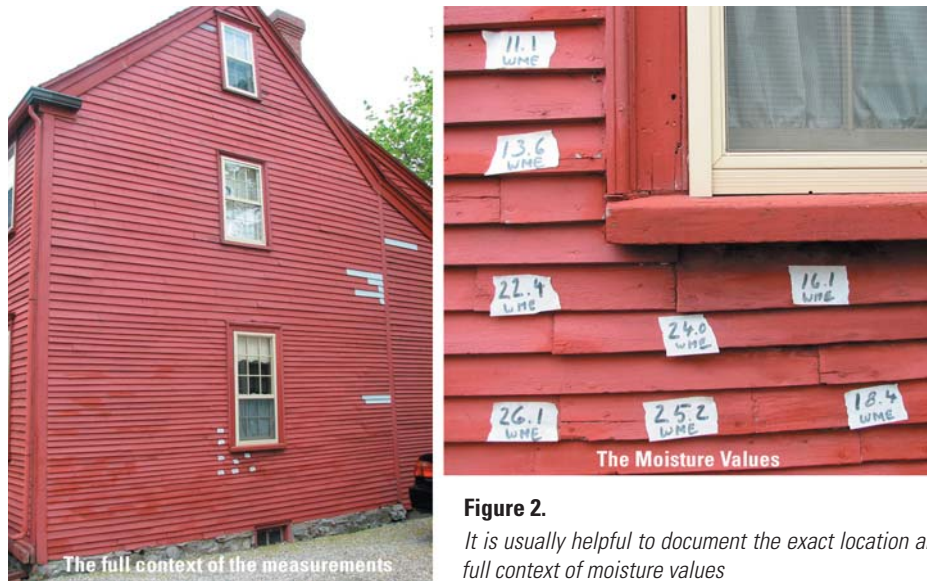 11.1
WME
13.6
WME
22.4
WME
16.1
WME
24.0
WME
26.1
WME
25.2
WME
18.4
WME
The full context of the measurements
The Moisture Values
Figure 2.
It is usually helpful to document the exact location
full context of moisture values